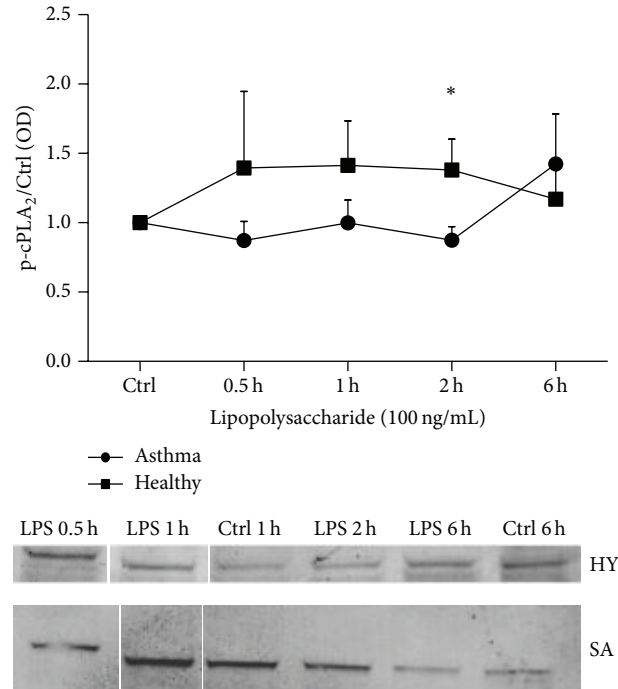 2.5
2.0
1.5
1.0
0.5
0.0
p-cPLA₂/Ctrl (OD)
*
Ctrl 0.5 h 1 h 2 h 6 h
Lipopolysaccharide (100 ng/mL)
Asthma
Healthy
LPS 0.5 h LPS 1 h Ctrl 1 h LPS 2 h LPS 6 h Ctrl 6 h
HY
SA